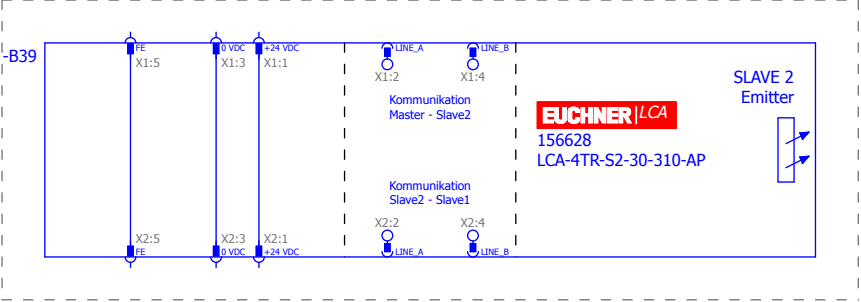 -B39
FE
0 VDC
+24 VDC
LINE_A
LINE_B
X1:5
X1:3
X1:1
X1:2
X1:4
SLAVE 2
Emitter
Kommunikation
Master - Slave2
EUCHNER|LCA
156628
LCA-4TR-S2-30-310-AP
Kommunikation
Slave2 - Slave1
X2:2
X2:4
X2:5
X2:3
X2:1
FE
0 VDC
+24 VDC
LINE_A
LINE_B